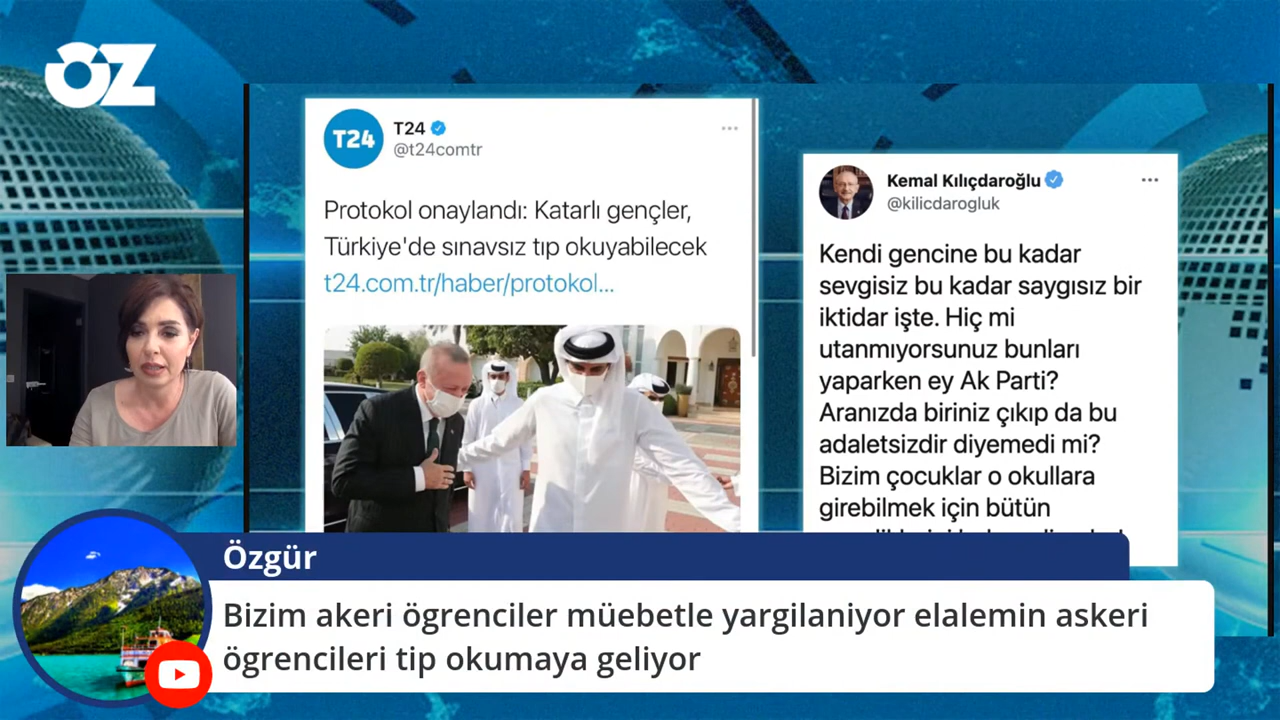 ÖZ
T24
T24
@t24comtr
Protokol onaylandı: Katarlı gençler,
Türkiye'de sınavsız tıp okuyabilecek
t24.com.tr/haber/protokol...
Kemal Kılıçdaroğlu
@kilicdarogluk
Kendi gencine bu kadar
sevgisiz bu kadar saygısız bir
iktidar işte. Hiç mi
utanmıyorsunuz bunları
yaparken ey Ak Parti?
Aranızda biriniz çıkıp da bu
adaletsizdir diyemedi mi?
Bizim çocuklar o okullara
girebilmek için bütün
Özgür
Bizim akeri ögrenciler müebetle yargilaniyor elalemin askeri
ögrencileri tip okumaya geliyor